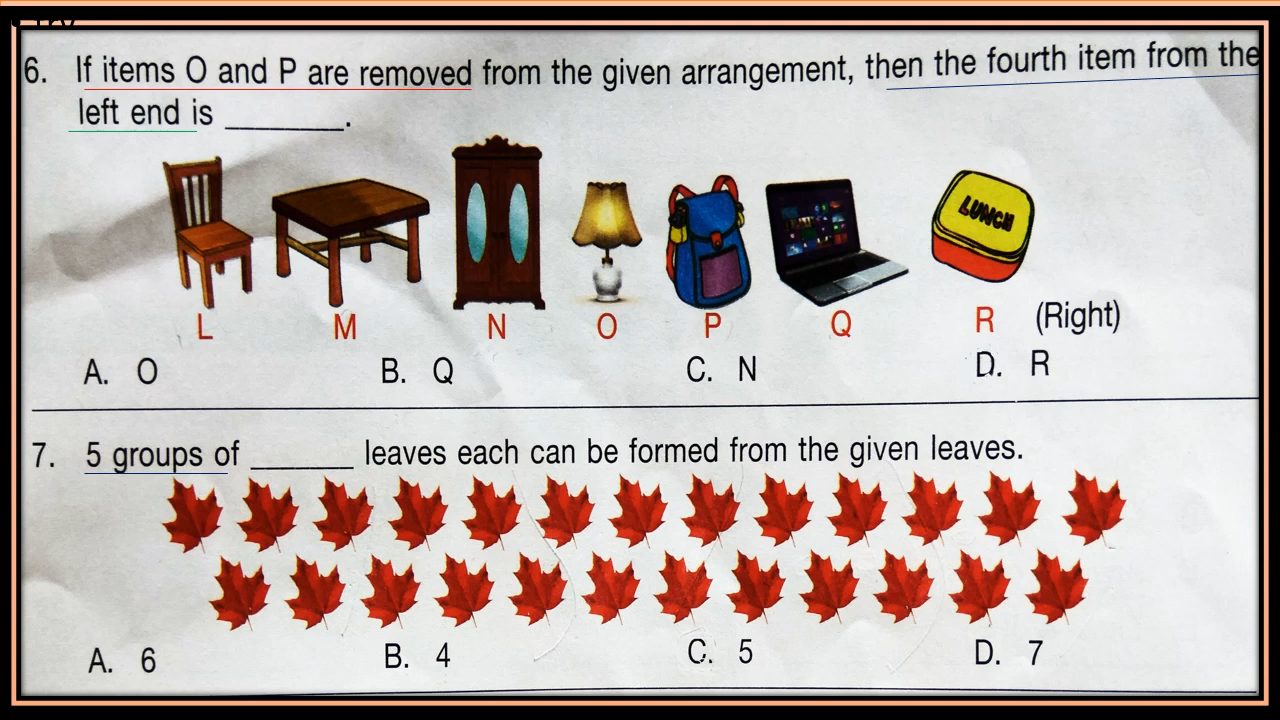 6. If items O and P are removed from the given arrangement, then the fourth item from the
left end is ________.
LUNCH
L M N O P Q R (Right)
A. O B. Q C. N D. R
7. 5 groups of _______ leaves each can be formed from the given leaves.
A. 6 B. 4 C. 5 D. 7